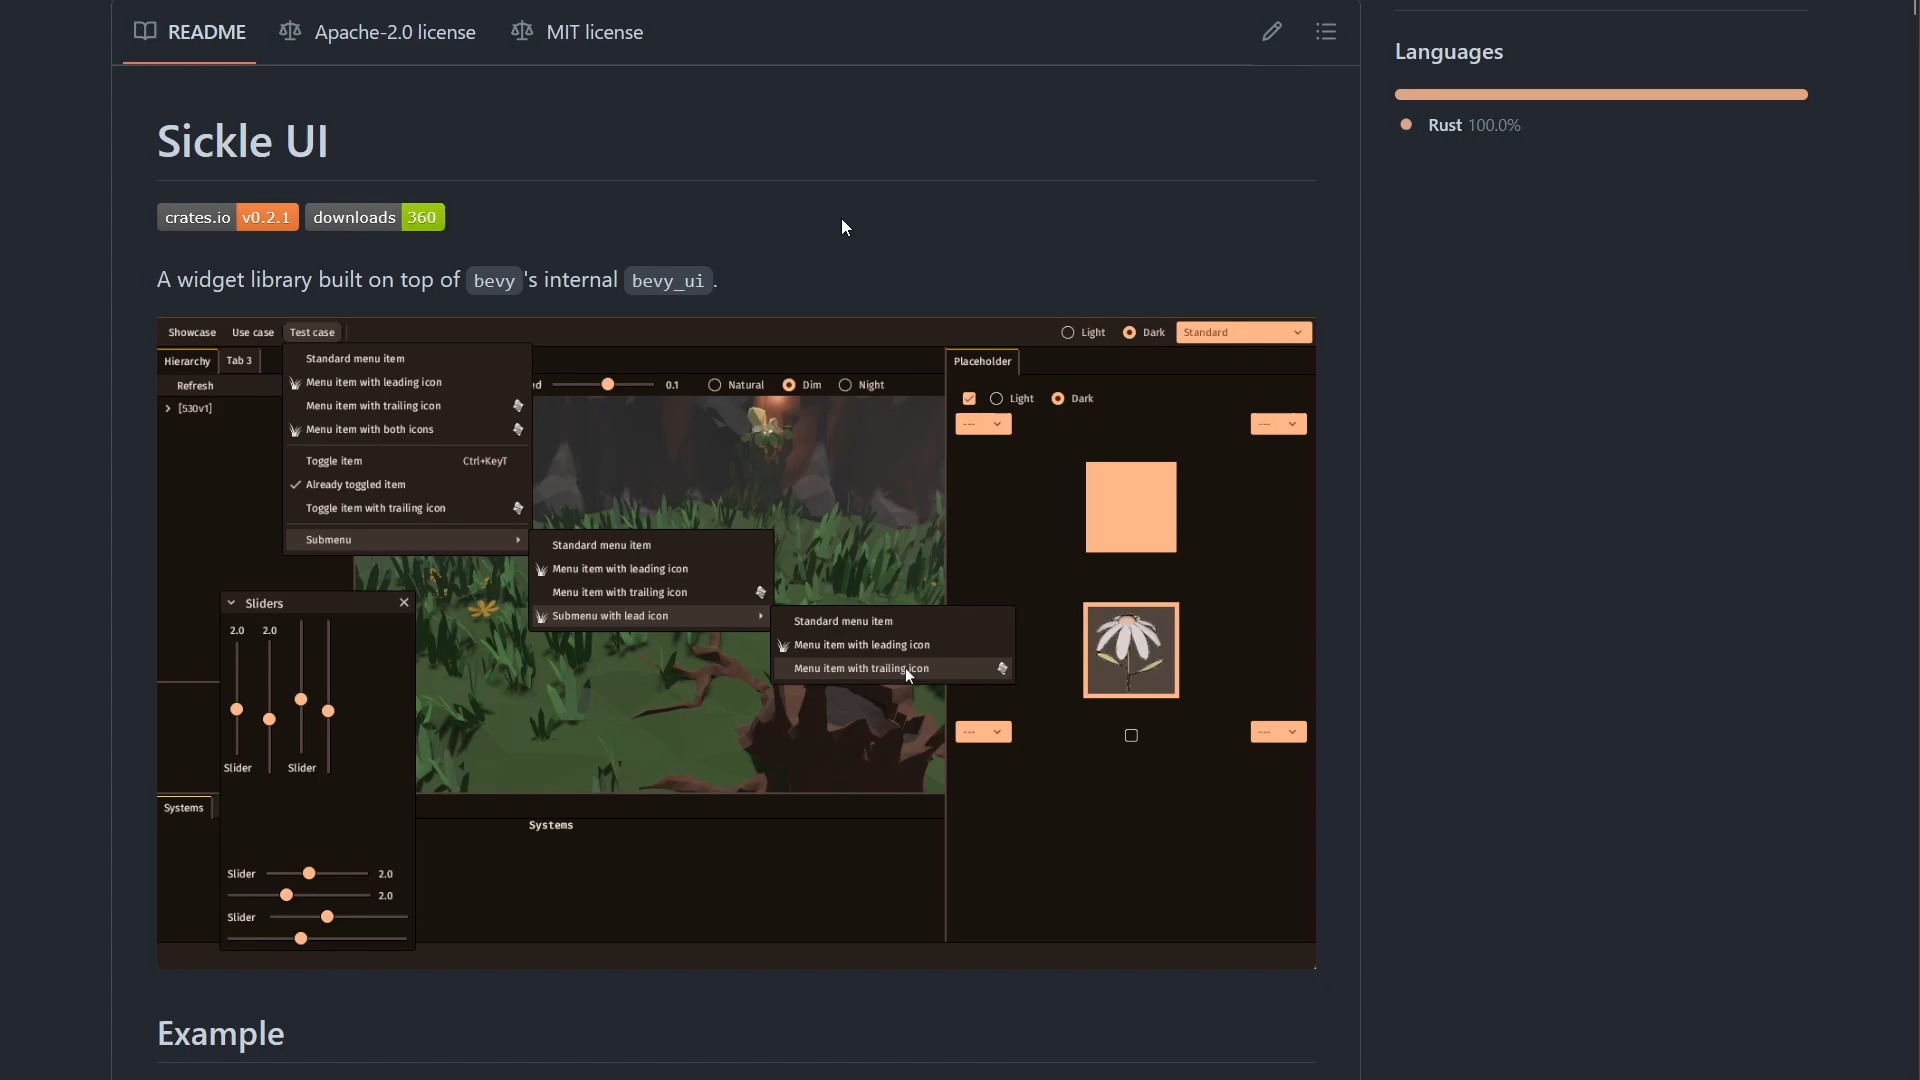 README
Apache-2.0 license
MIT license
Languages
Rust 100.0%
Sickle UI
crates.io v0.2.1 downloads 360
A widget library built on top of bevy's internal bevy_ui.
Showcase Use case Test case
Light Dark Standard
Hierarchy Tab 3
Refresh
[530v1]
Standard menu item
Menu item with leading icon
Menu item with trailing icon
Menu item with both icons
Toggle item Ctrl+KeyT
Already toggled item
Toggle item with trailing icon
Submenu
ed 0.1 Natural Dim Night
Standard menu item
Menu item with leading icon
Menu item with trailing icon
Submenu with lead icon
Standard menu item
Menu item with leading icon
Menu item with trailing icon
Placeholder
Light Dark
--- ---
--- ---
Sliders
2.0 2.0
Slider Slider
Slider 2.0
2.0
Slider
Systems
Systems
Example